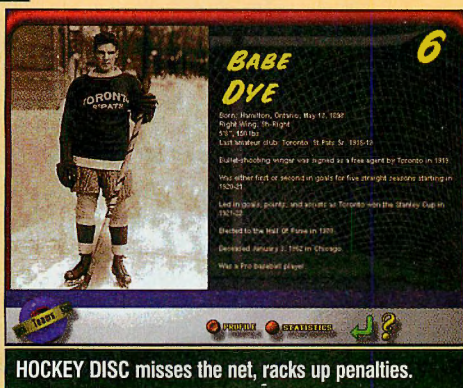 6
BABE
DYE
TORONTO
ST.PATS
Born: Hamilton, Ontario, May 13, 1898
Right Wing. Sh-Right
5'8", 150 lbs
Last amateur club: Toronto St.Pats Sr. 1918-19
Bullet-shooting winger was signed as a free agent by Toronto in 1919
Was either first or second in goals for five straight seasons starting in
1920-21
Led in goals, points, and assists as Toronto won the Stanley Cup in
1921-22
Elected to the Hall Of Fame in 1970
Deceased January 2, 1962 in Chicago
Was a Pro baseball player
Teams
PROFILE
STATISTICS
?
HOCKEY DISC misses the net, racks up penalties.